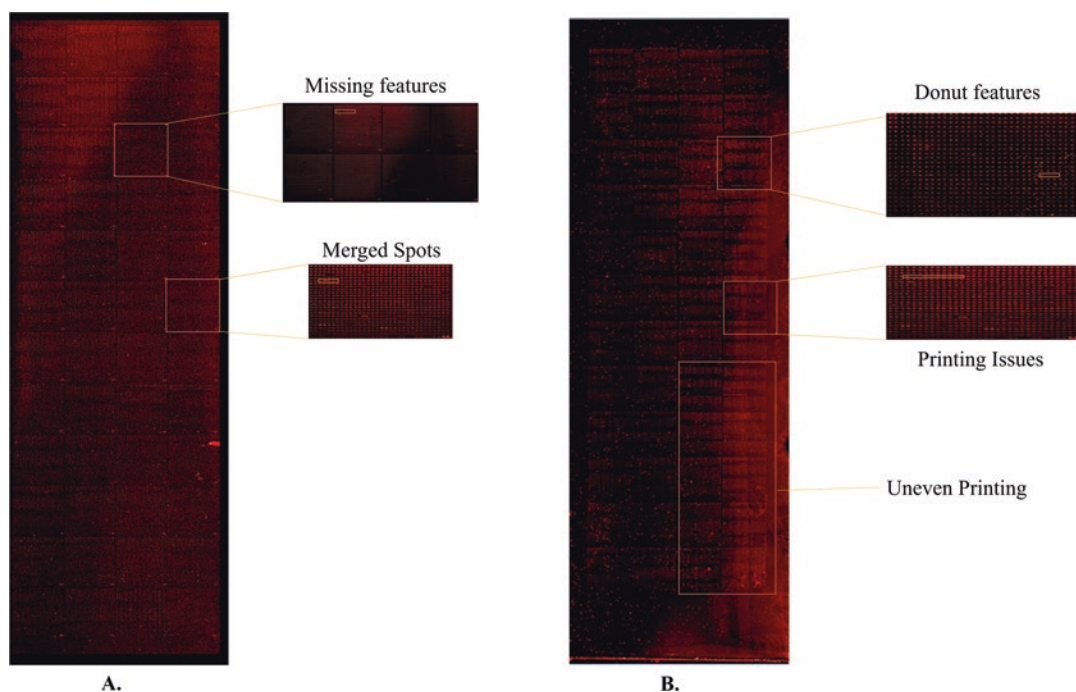 Missing features
Merged Spots
A.
Donut features
Printing Issues
Uneven Printing
B.